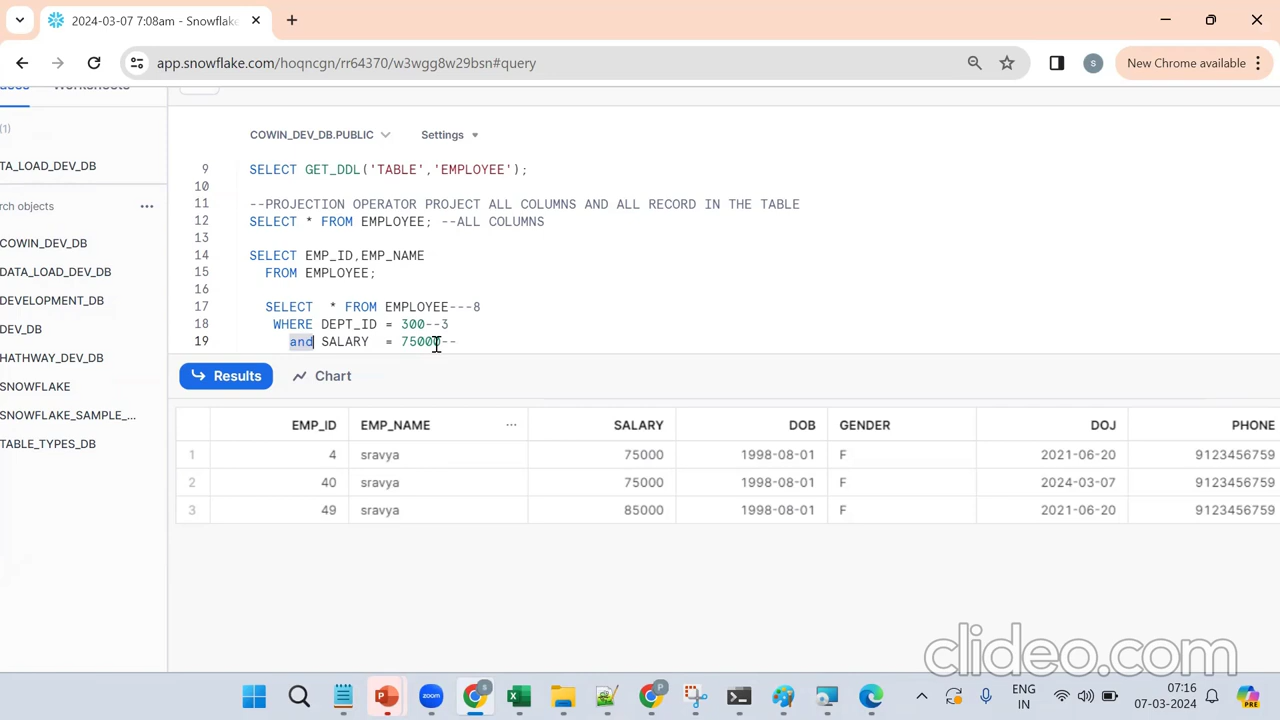 2024-03-07 7:08am - Snowflake
app.snowflake.com/hoqncgn/rr64370/w3wgg8w29bsn#query
s
New Chrome available
Worksheets
(1)
COWIN_DEV_DB.PUBLIC
Settings
TA_LOAD_DEV_DB
rch objects
COWIN_DEV_DB
DATA_LOAD_DEV_DB
DEVELOPMENT_DB
DEV_DB
HATHWAY_DEV_DB
SNOWFLAKE
SNOWFLAKE_SAMPLE_...
TABLE_TYPES_DB
9 SELECT GET_DDL('TABLE','EMPLOYEE');
10
11 --PROJECTION OPERATOR PROJECT ALL COLUMNS AND ALL RECORD IN THE TABLE
12 SELECT * FROM EMPLOYEE; --ALL COLUMNS
13
14 SELECT EMP_ID,EMP_NAME
15 FROM EMPLOYEE;
16
17 SELECT * FROM EMPLOYEE---8
18 WHERE DEPT_ID = 300--3
19 and SALARY = 75000--
Results
Chart
EMP_ID EMP_NAME ... SALARY DOB GENDER DOJ PHONE
1 4 sravya 75000 1998-08-01 F 2021-06-20 9123456759
2 40 sravya 75000 1998-08-01 F 2024-03-07 9123456759
3 49 sravya 85000 1998-08-01 F 2021-06-20 9123456759
clideo.com
zoom
S
ENG
IN
07:16
07-03-2024
PRE